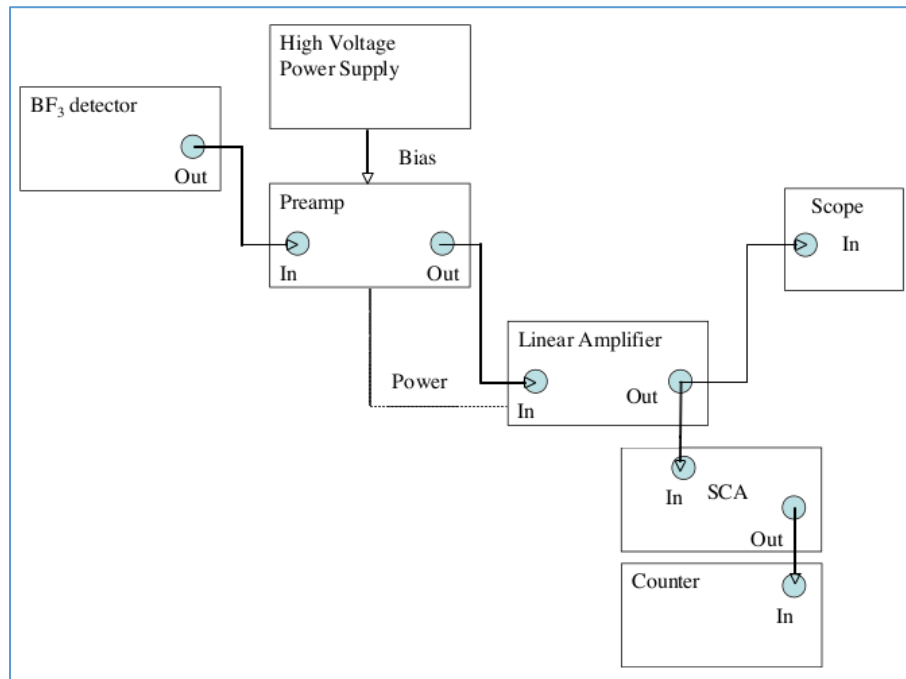 High Voltage
Power Supply
BF₃ detector
Out
Bias
Preamp
In
Out
Scope
In
Linear Amplifier
Power
In
Out
In
SCA
Out
Counter
In